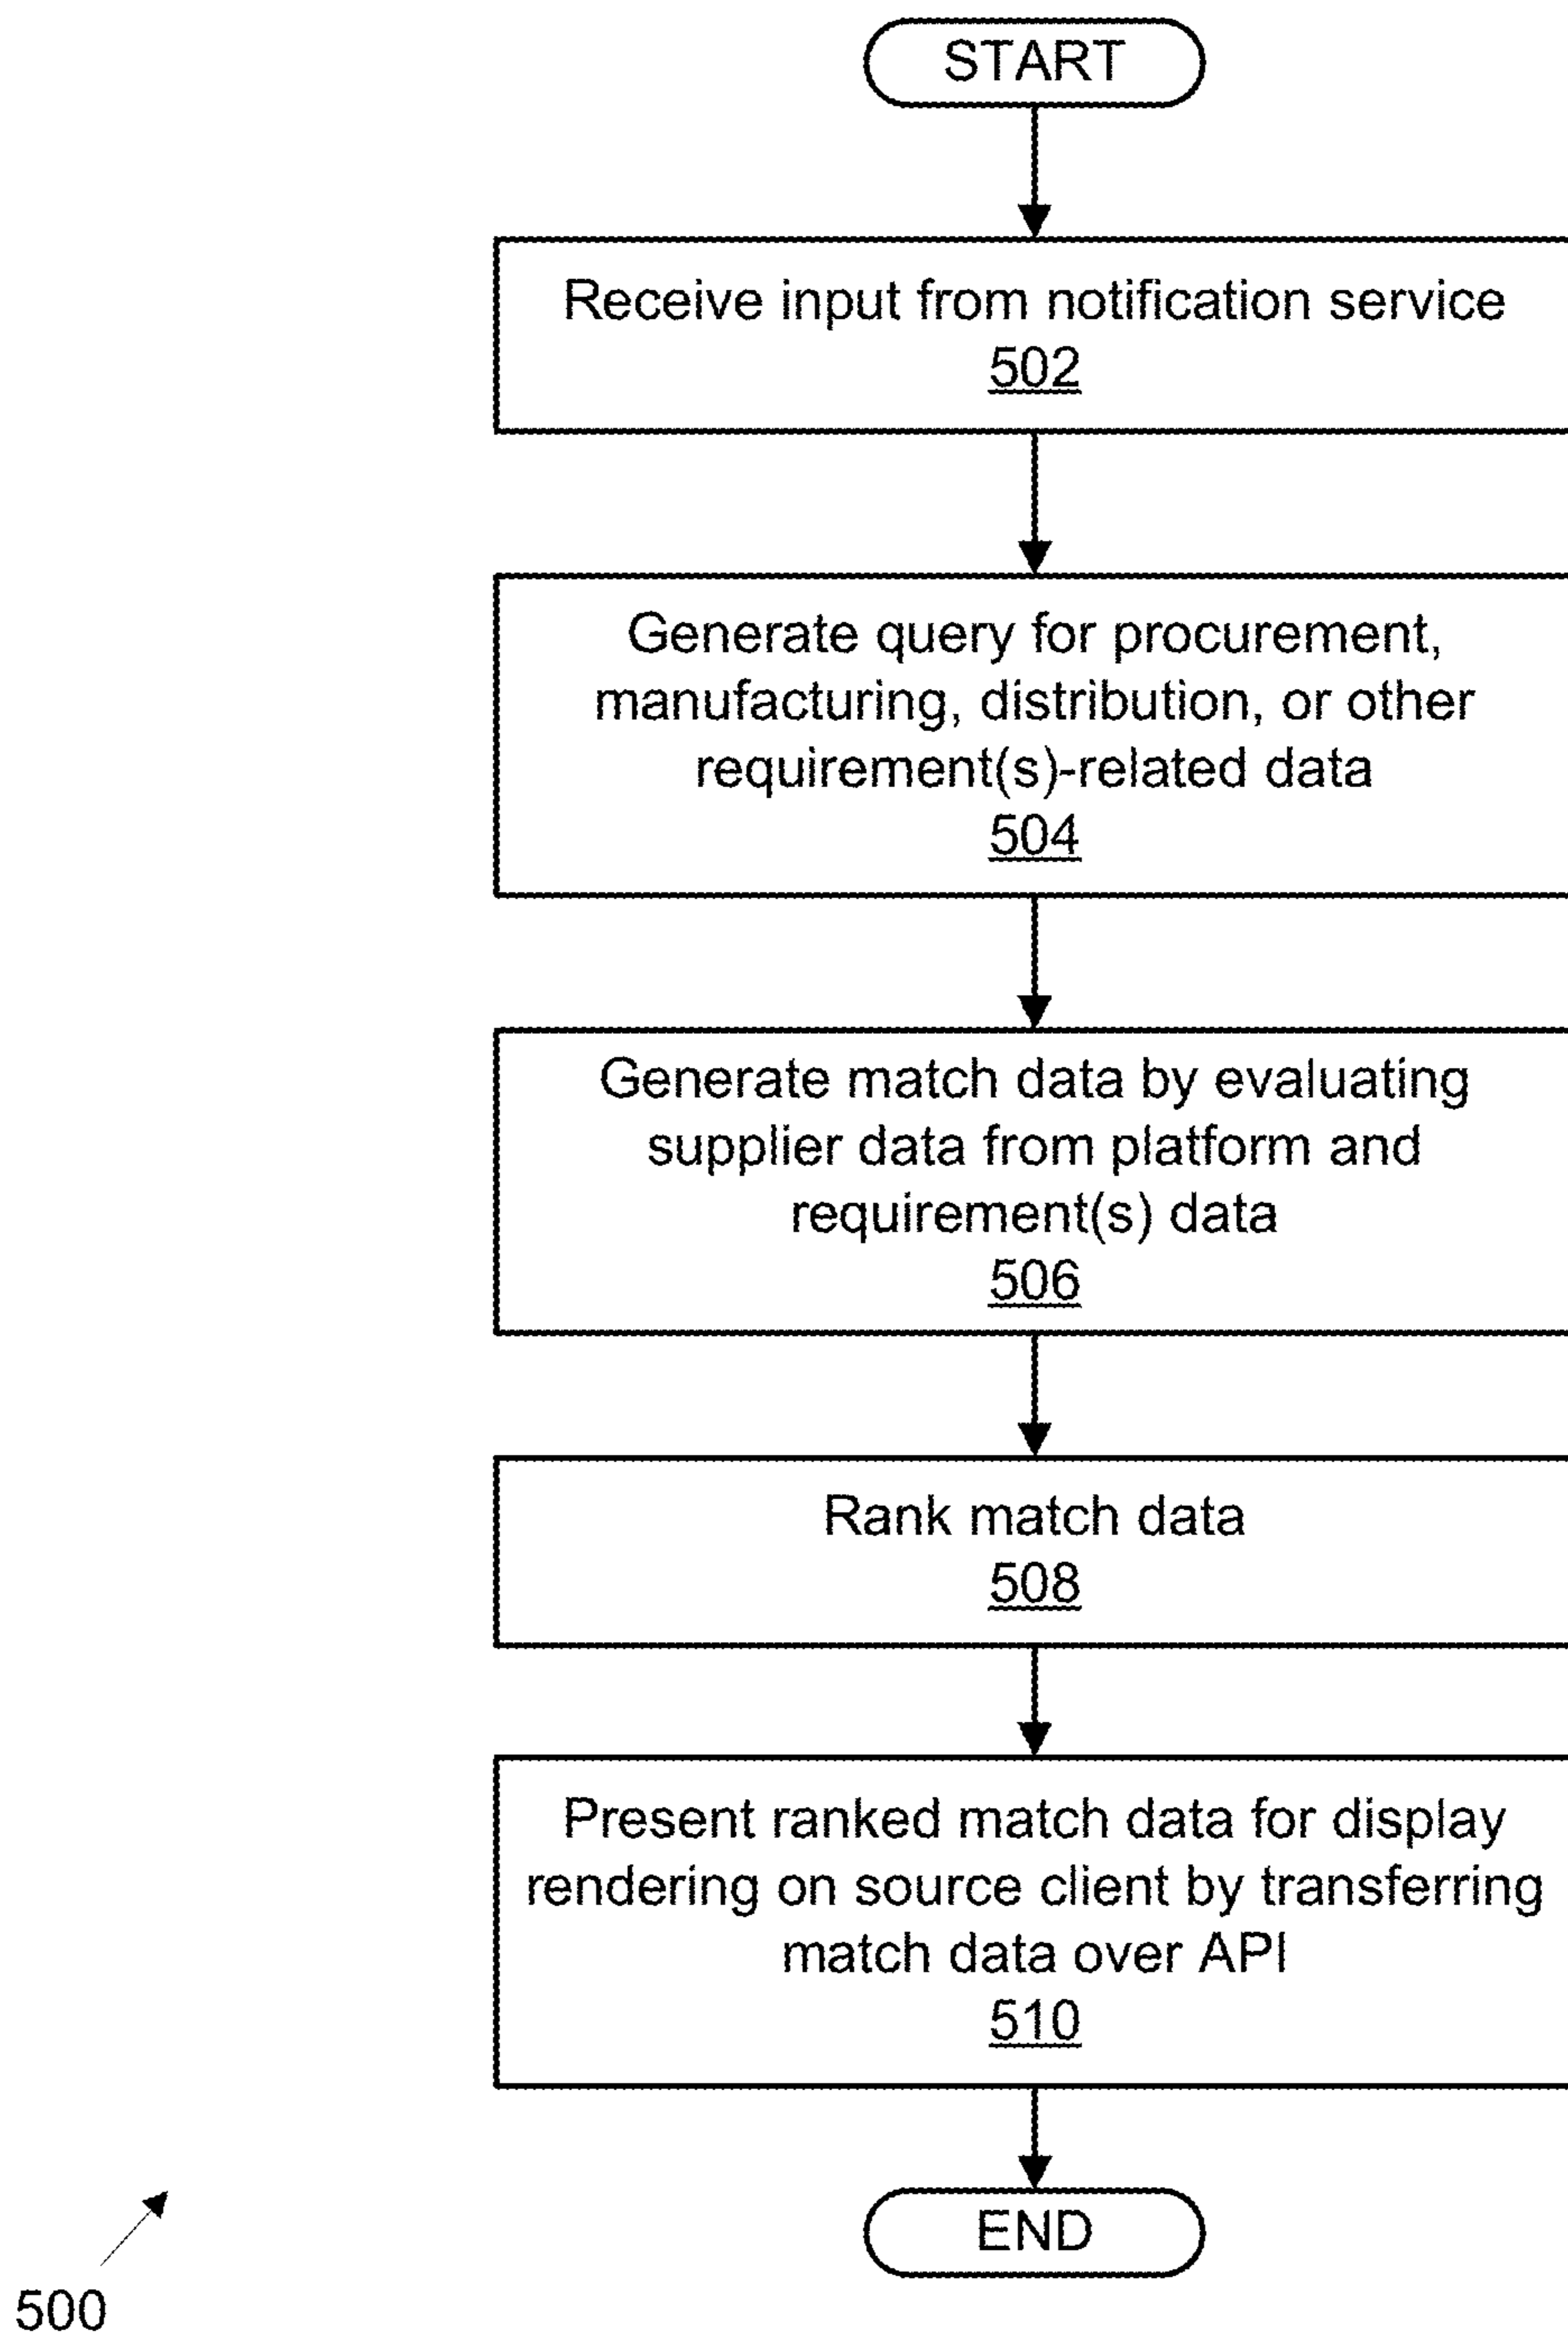 START
Receive input from notification service
502
Generate query for procurement,
manufacturing, distribution, or other
requirement(s)-related data
504
Generate match data by evaluating
supplier data from platform and
requirement(s) data
506
Rank match data
508
Present ranked match data for display
rendering on source client by transferring
match data over API
510
END
500